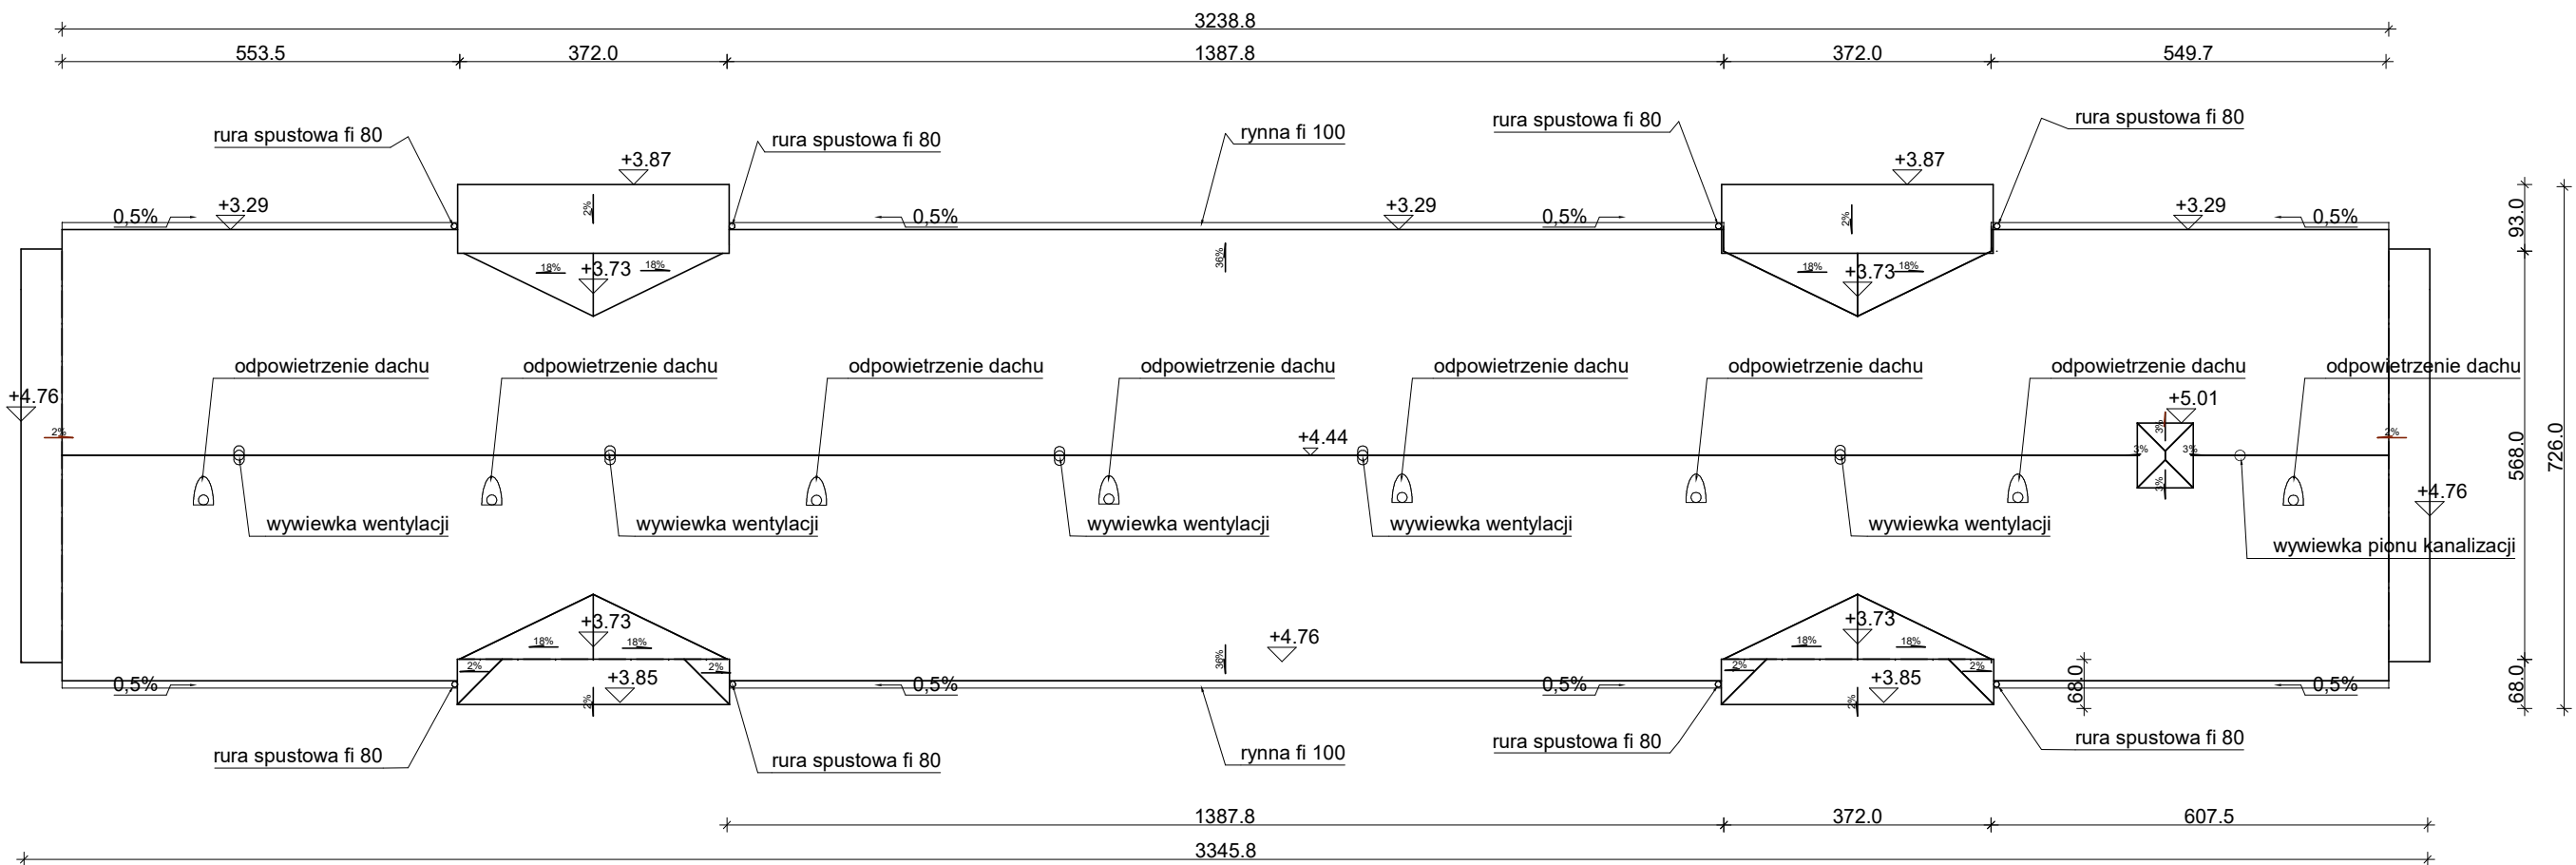 3238.8
553.5 372.0 1387.8 372.0 549.7
rura spustowa fi 80 rura spustowa fi 80 rynna fi 100 rura spustowa fi 80 rura spustowa fi 80
+3.87 +3.87
0,5% +3.29 2% 0,5% +3.29 0,5% 2% +3.29 0,5% 93.0
18% +3.73 18% 36% 18% +3.73 18%
odpowietrzenie dachu odpowietrzenie dachu odpowietrzenie dachu odpowietrzenie dachu odpowietrzenie dachu odpowietrzenie dachu odpowietrzenie dachu odpowietrzenie dachu
+4.76 +5.01
2% +4.44 3% 3% 3% 3% 2% 568.0 726.0
+4.76
wywiewka wentylacji wywiewka wentylacji wywiewka wentylacji wywiewka wentylacji wywiewka wentylacji
wywiewka pionu kanalizacji
+3.73 +4.76 +3.73
18% 18% 36% 18% 18%
2% 2% 2% 2%
0,5% +3.85 2% 0,5% 0,5% +3.85 2% 68.0 0,5% 68.0
rura spustowa fi 80 rura spustowa fi 80 rynna fi 100 rura spustowa fi 80 rura spustowa fi 80
1387.8 372.0 607.5
3345.8